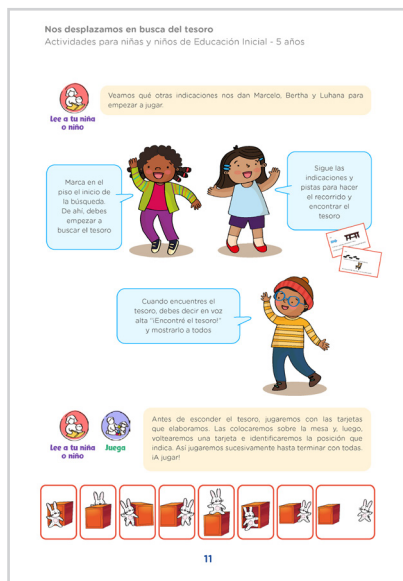 Nos desplazamos en busca del tesoro
Actividades para niñas y niños de Educación Inicial - 5 años
Veamos qué otras indicaciones nos dan Marcelo, Bertha y Luhana para
empezar a jugar.
Lee a tu niña
o niño
Marca en el
piso el inicio de
la búsqueda.
De ahí, debes
empezar a
buscar el tesoro
Sigue las
indicaciones y
pistas para hacer
el recorrido y
encontrar el
tesoro
Cuando encuentres el
tesoro, debes decir en voz
alta “¡Encontré el tesoro!”
y mostrarlo a todos
Lee a tu niña
o niño
Juega
Antes de esconder el tesoro, jugaremos con las tarjetas
que elaboramos. Las colocaremos sobre la mesa y, luego,
voltearemos una tarjeta e identificaremos la posición que
indica. Así jugaremos sucesivamente hasta terminar con todas.
¡A jugar!
11